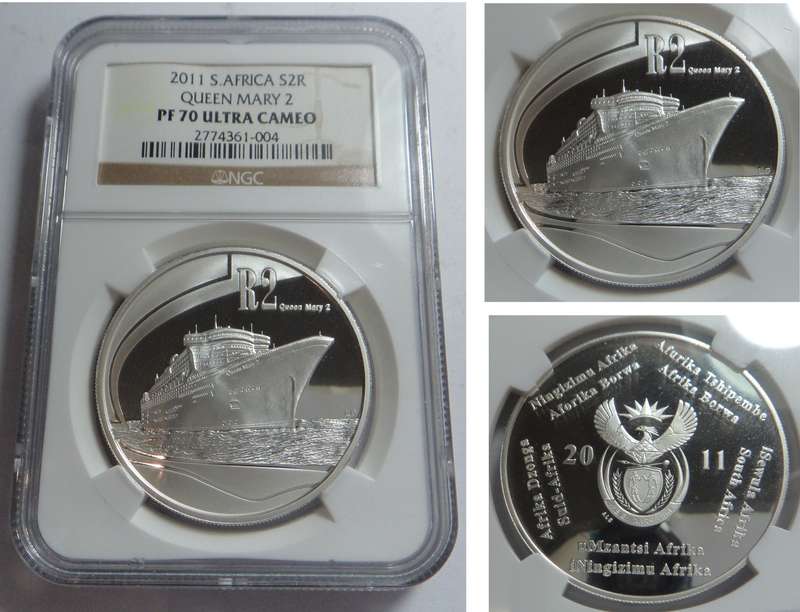 2011 S.AFRICA S2R
QUEEN MARY 2
PF 70 ULTRA CAMEO
2774361-004
NGC
R2
Queen Mary 2
R2
Queen Mary 2
Ningizimu Afrika
Aforika Borwa
Afurika Tshipembe
Afrika Borwa
iSewula Afrika
South Africa
Afrika Dzonga
Suid-Afrika
20 11
uMzantsi Afrika
iNingizimu Afrika